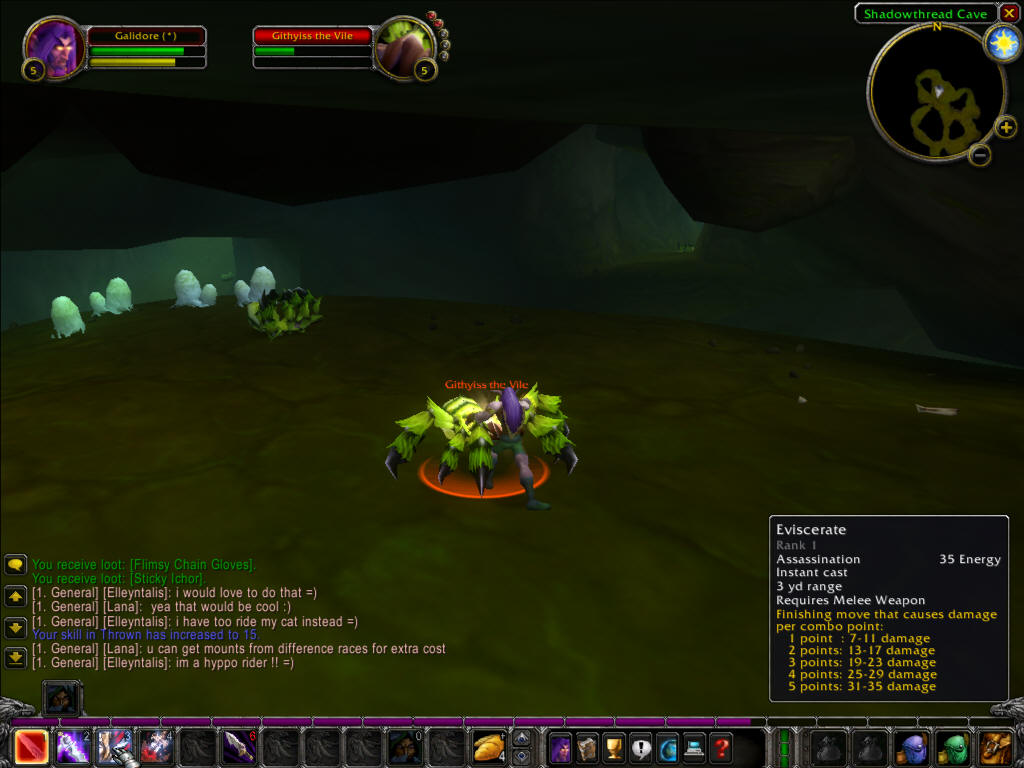 Galidore (*)
5
Githyiss the Vile
5
Shadowthread Cave
N
Githyiss the Vile
You receive loot: [Flimsy Chain Gloves].
You receive loot: [Sticky Ichor].
[1. General] [Elleyntalis]: i would love to do that =)
[1. General] [Lana]: yea that would be cool :)
[1. General] [Elleyntalis]: i have too ride my cat instead =)
Your skill in Thrown has increased to 15.
[1. General] [Lana]: u can get mounts from difference races for extra cost
[1. General] [Elleyntalis]: im a hyppo rider !! =)
Eviscerate
Rank 1
Assassination 35 Energy
Instant cast
3 yd range
Requires Melee Weapon
Finishing move that causes damage
per combo point:
1 point : 7-11 damage
2 points: 13-17 damage
3 points: 19-23 damage
4 points: 25-29 damage
5 points: 31-35 damage
2 3 4 6 0 4